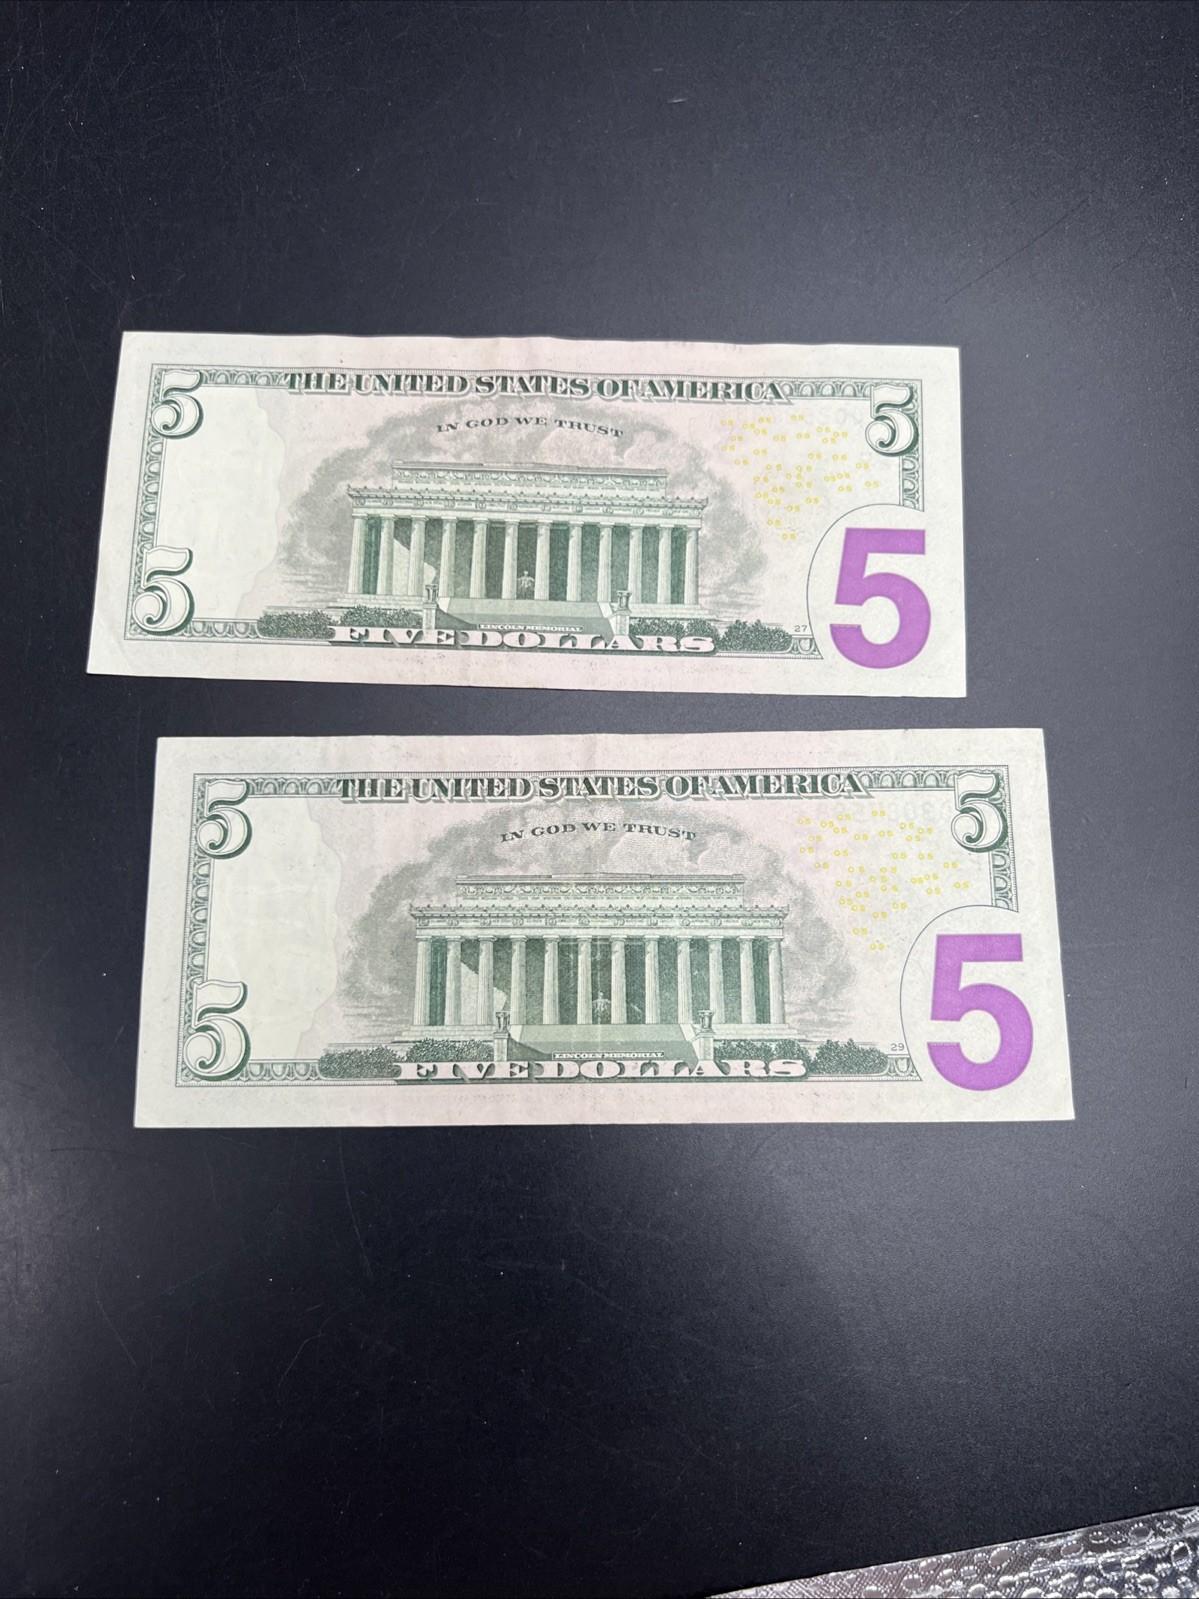 5 THE UNITED STATES OF AMERICA 5
IN GOD WE TRUST
5
5
LINCOLN MEMORIAL
FIVE DOLLARS
27
5 THE UNITED STATES OF AMERICA 5
IN GOD WE TRUST
5
5
LINCOLN MEMORIAL
FIVE DOLLARS
29